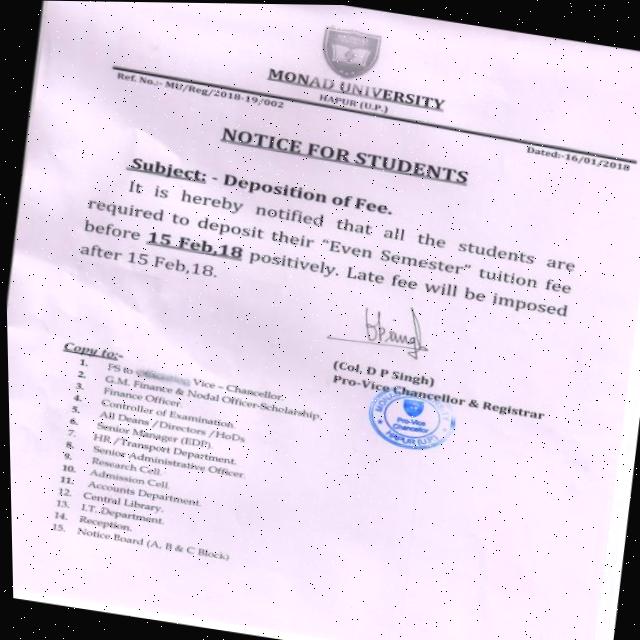 MONAD UNIVERSITY
HAPUR (U.P.)
Ref. No.:- MU/Reg/2018-19/002
Dated:-16/01/2018
NOTICE FOR STUDENTS
Subject: - Deposition of Fee.
It is hereby notified that all the students are
required to deposit their "Even Semester" tuition fee
before 15 Feb,18 positively. Late fee will be imposed
after 15 Feb,18.
(Col. D P Singh)
Pro-Vice Chancellor & Registrar
Pro-Vice
Chancellor
HAPUR (U.P.)
Copy to:-
1. PS to Vice - Chancellor.
2. G.M. Finance & Nodal Officer-Scholarship.
3. Finance Officer
4. Controller of Examination
5. All Deans/Directors/HoDs
6. Senior Manager (EDP).
7. HR/Transport Department.
8. Senior Administrative Officer
9. Research Cell.
10. Admission Cell.
11. Accounts Department.
12. Central Library.
13. I.T. Department.
14. Reception.
15. Notice Board (A, B & C Block)